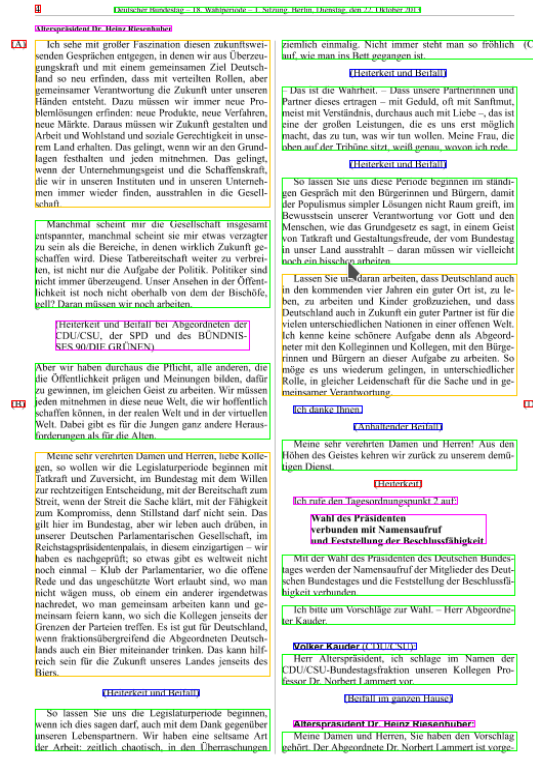 4
Deutscher Bundestag – 18. Wahlperiode – 1. Sitzung. Berlin, Dienstag, den 22. Oktober 2013
Alterspräsident Dr. Heinz Riesenhuber
(A)
Ich sehe mit großer Faszination diesen zukunftswei-
senden Gesprächen entgegen, in denen wir aus Überzeu-
gungskraft und mit einem gemeinsamen Ziel Deutsch-
land so neu erfinden, dass mit verteilten Rollen, aber
gemeinsamer Verantwortung die Zukunft unter unseren
Händen entsteht. Dazu müssen wir immer neue Pro-
blemlösungen erfinden: neue Produkte, neue Verfahren,
neue Märkte. Daraus müssen wir Zukunft gestalten und
Arbeit und Wohlstand und soziale Gerechtigkeit in unse-
rem Land erhalten. Das gelingt, wenn wir an den Grund-
lagen festhalten und jeden mitnehmen. Das gelingt,
wenn der Unternehmungsgeist und die Schaffenskraft,
die wir in unseren Instituten und in unseren Unterneh-
men immer wieder finden, ausstrahlen in die Gesell-
schaft.
Manchmal scheint mir die Gesellschaft insgesamt
entspannter, manchmal scheint sie mir etwas verzagter
zu sein als die Bereiche, in denen wirklich Zukunft ge-
schaffen wird. Diese Tatbereitschaft weiter zu verbrei-
ten, ist nicht nur die Aufgabe der Politik. Politiker sind
nicht immer überzeugend. Unser Ansehen in der Öffent-
lichkeit ist noch nicht oberhalb von dem der Bischöfe,
gell? Daran müssen wir noch arbeiten.
(Heiterkeit und Beifall bei Abgeordneten der
CDU/CSU, der SPD und des BÜNDNIS-
SES 90/DIE GRÜNEN)
Aber wir haben durchaus die Pflicht, alle anderen, die
die Öffentlichkeit prägen und Meinungen bilden, dafür
zu gewinnen, im gleichen Geist zu arbeiten. Wir müssen
(B)
jeden mitnehmen in diese neue Welt, die wir hoffentlich
schaffen können, in der realen Welt und in der virtuellen
Welt. Dabei gibt es für die Jungen ganz andere Heraus-
forderungen als für die Alten.
Meine sehr verehrten Damen und Herren, liebe Kolle-
gen, so wollen wir die Legislaturperiode beginnen mit
Tatkraft und Zuversicht, im Bundestag mit dem Willen
zur rechtzeitigen Entscheidung, mit der Bereitschaft zum
Streit, wenn der Streit die Sache klärt, mit der Fähigkeit
zum Kompromiss, denn Stillstand darf nicht sein. Das
gilt hier im Bundestag, aber wir leben auch drüben, in
unserer Deutschen Parlamentarischen Gesellschaft, im
Reichstagspräsidentenpalais, in diesem einzigartigen – wir
haben es nachgeprüft; so etwas gibt es weltweit nicht
noch einmal – Klub der Parlamentarier, wo die offene
Rede und das ungeschützte Wort erlaubt sind, wo man
nicht wägen muss, ob einem ein anderer irgendetwas
nachredet, wo man gemeinsam arbeiten kann und ge-
meinsam feiern kann, wo sich die Kollegen jenseits der
Grenzen der Parteien treffen. Es ist gut für Deutschland,
wenn fraktionsübergreifend die Abgeordneten Deutsch-
lands auch ein Bier miteinander trinken. Das kann hilf-
reich sein für die Zukunft unseres Landes jenseits des
Biers.
(Heiterkeit und Beifall)
So lassen Sie uns die Legislaturperiode beginnen,
wenn ich dies sagen darf, auch mit dem Dank gegenüber
unseren Lebenspartnern. Wir haben eine seltsame Art
der Arbeit: zeitlich chaotisch, in den Überraschungen
ziemlich einmalig. Nicht immer steht man so fröhlich
(C
auf, wie man ins Bett gegangen ist.
(Heiterkeit und Beifall)
– Das ist die Wahrheit. – Dass unsere Partnerinnen und
Partner dieses ertragen – mit Geduld, oft mit Sanftmut,
meist mit Verständnis, durchaus auch mit Liebe –, das ist
eine der großen Leistungen, die es uns erst möglich
macht, das zu tun, was wir tun wollen. Meine Frau, die
oben auf der Tribüne sitzt, weiß genau, wovon ich rede.
(Heiterkeit und Beifall)
So lassen Sie uns diese Periode beginnen im ständi-
gen Gespräch mit den Bürgerinnen und Bürgern, damit
der Populismus simpler Lösungen nicht Raum greift, im
Bewusstsein unserer Verantwortung vor Gott und den
Menschen, wie das Grundgesetz es sagt, in einem Geist
von Tatkraft und Gestaltungsfreude, der vom Bundestag
in unser Land ausstrahlt – daran müssen wir vielleicht
noch ein bisschen arbeiten.
Lassen Sie uns daran arbeiten, dass Deutschland auch
in den kommenden vier Jahren ein guter Ort ist, zu le-
ben, zu arbeiten und Kinder großzuziehen, und dass
Deutschland auch in Zukunft ein guter Partner ist für die
vielen unterschiedlichen Nationen in einer offenen Welt.
Ich kenne keine schönere Aufgabe denn als Abgeord-
neter mit den Kolleginnen und Kollegen, mit den Bürge-
rinnen und Bürgern an dieser Aufgabe zu arbeiten. So
möge es uns wiederum gelingen, in unterschiedlicher
Rolle, in gleicher Leidenschaft für die Sache und in ge-
meinsamer Verantwortung.
Ich danke Ihnen.
(Anhaltender Beifall)
Meine sehr verehrten Damen und Herren! Aus den
Höhen des Geistes kehren wir zurück zu unserem demü-
tigen Dienst.
(Heiterkeit)
Ich rufe den Tagesordnungspunkt 2 auf:
Wahl des Präsidenten
verbunden mit Namensaufruf
und Feststellung der Beschlussfähigkeit
Mit der Wahl des Präsidenten des Deutschen Bundes-
tages werden der Namensaufruf der Mitglieder des Deut-
schen Bundestages und die Feststellung der Beschlussfä-
higkeit verbunden.
Ich bitte um Vorschläge zur Wahl. – Herr Abgeordne-
ter Kauder.
Volker Kauder (CDU/CSU):
Herr Alterspräsident, ich schlage im Namen der
CDU/CSU-Bundestagsfraktion unseren Kollegen Pro-
fessor Dr. Norbert Lammert vor.
(Beifall im ganzen Hause)
Alterspräsident Dr. Heinz Riesenhuber:
Meine Damen und Herren, Sie haben den Vorschlag
gehört. Der Abgeordnete Dr. Norbert Lammert ist vorge-